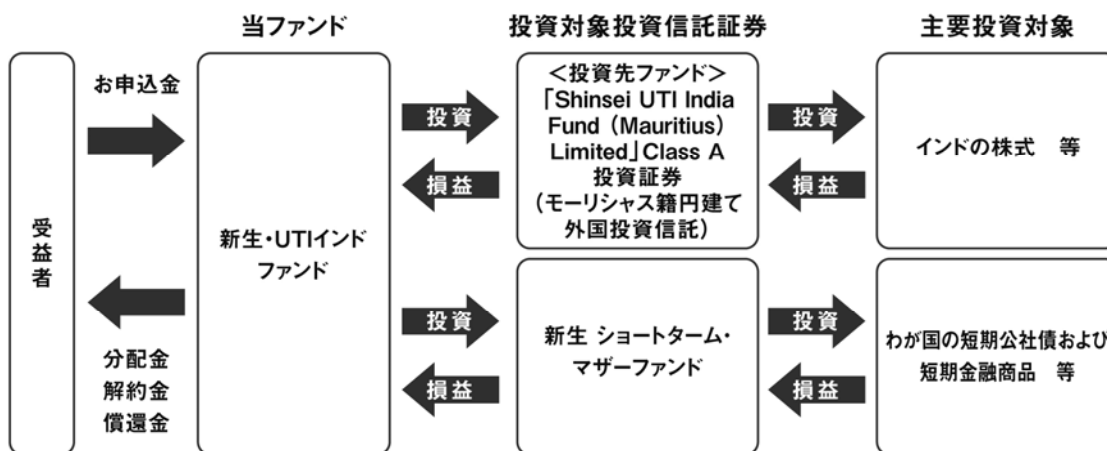 当ファンド
投資対象投資信託証券
主要投資対象
受益者
お申込金
分配金
解約金
償還金
新生・UTIインド
ファンド
投資
損益
<投資先ファンド>
「Shinsei UTI India
Fund (Mauritius)
Limited」Class A
投資証券
(モーリシャス籍円建て
外国投資信託)
投資
損益
インドの株式 等
投資
損益
新生 ショートターム・
マザーファンド
投資
損益
わが国の短期公社債および
短期金融商品 等